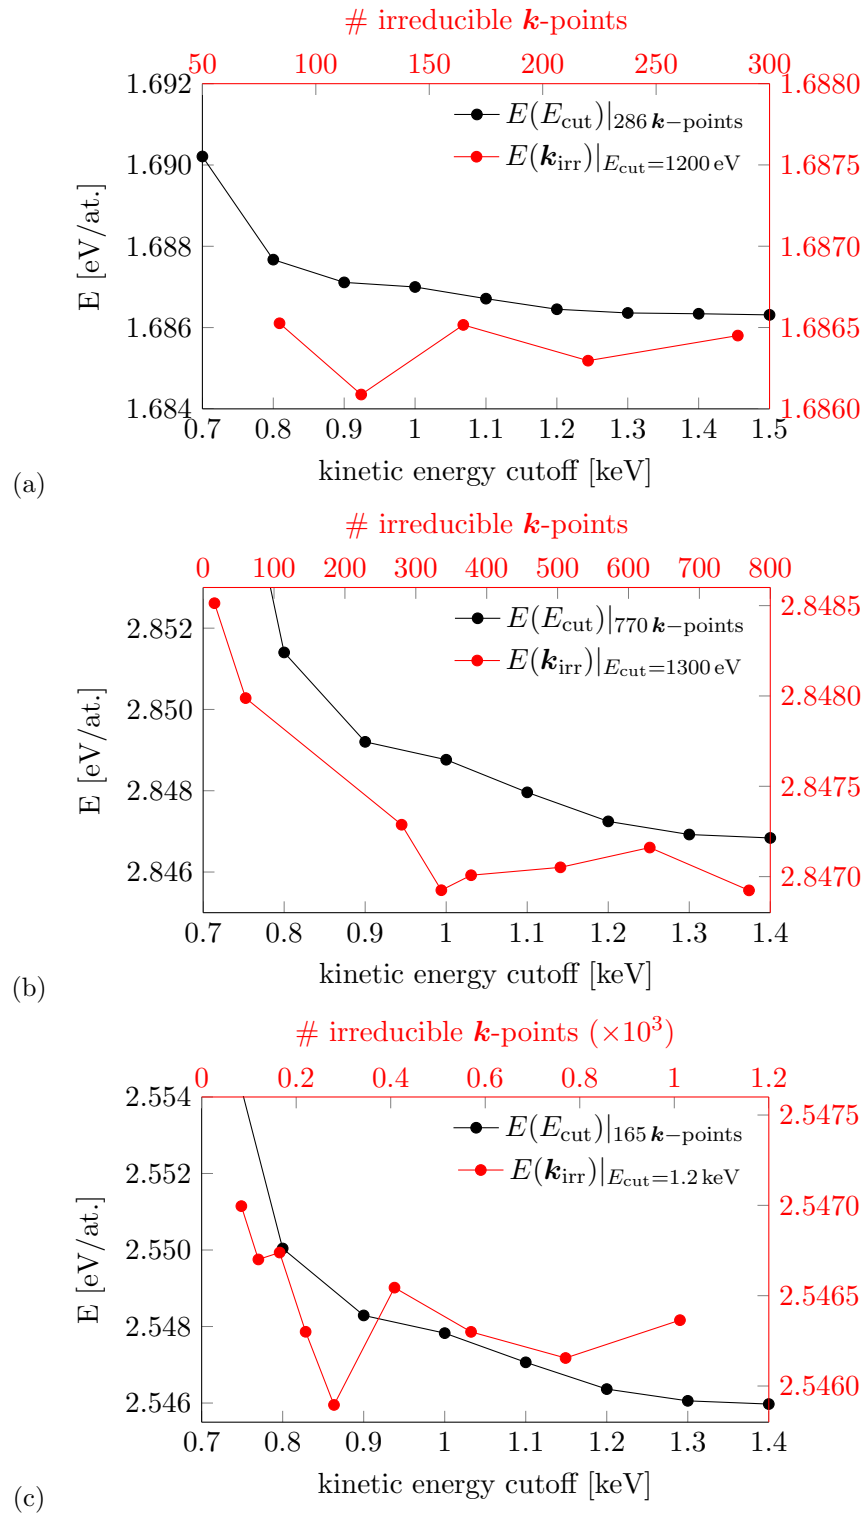 # irreducible k-points
50 100 150 200 250 300
1.692 1.6880
E(E_cut)|_286 k−points
1.690 1.6875
E(k_irr)|_E_cut=1200 eV
1.688 1.6870
E [eV/at.]
1.686 1.6865
1.684 1.6860
0.7 0.8 0.9 1 1.1 1.2 1.3 1.4 1.5
kinetic energy cutoff [keV]
(a)
# irreducible k-points
0 100 200 300 400 500 600 700 800
2.852 2.8485
E(E_cut)|_770 k−points
E(k_irr)|_E_cut=1300 eV
2.850 2.8480
E [eV/at.]
2.848 2.8475
2.846 2.8470
0.7 0.8 0.9 1 1.1 1.2 1.3 1.4
kinetic energy cutoff [keV]
(b)
# irreducible k-points (×10³)
0 0.2 0.4 0.6 0.8 1 1.2
2.554 2.5475
E(E_cut)|_165 k−points
2.552
E(k_irr)|_E_cut=1.2 keV
2.550 2.5470
E [eV/at.]
2.548 2.5465
2.546 2.5460
0.7 0.8 0.9 1 1.1 1.2 1.3 1.4
kinetic energy cutoff [keV]
(c)